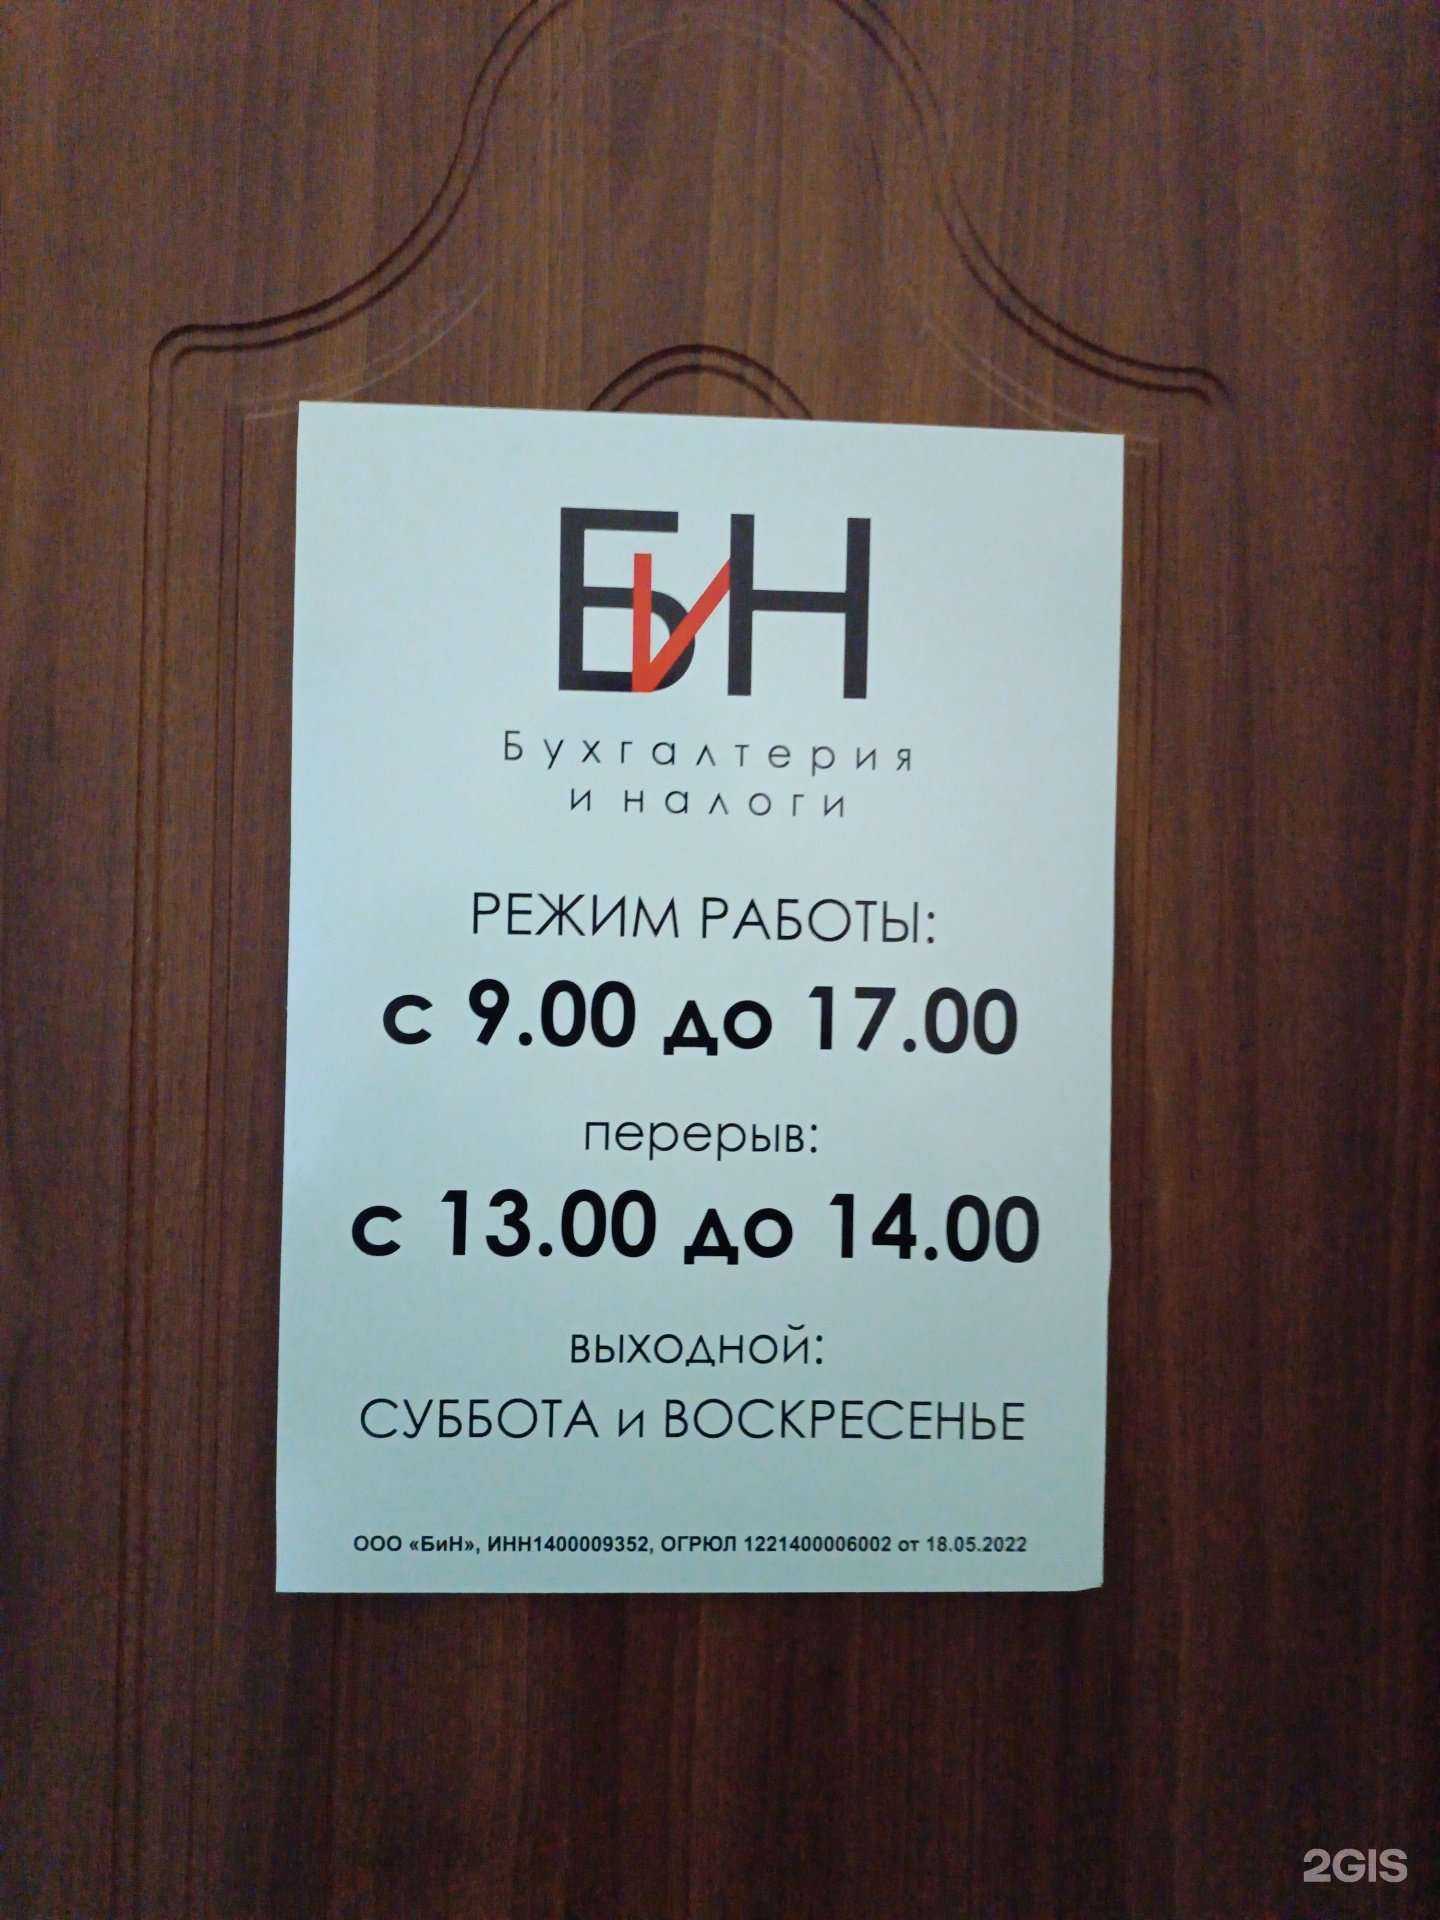 БиН
Бухгалтерия
и налоги
РЕЖИМ РАБОТЫ:
с 9.00 до 17.00
перерыв:
с 13.00 до 14.00
выходной:
СУББОТА и ВОСКРЕСЕНЬЕ
ООО «БиН», ИНН1400009352, ОГРЮЛ 1221400006002 от 18.05.2022
2GIS